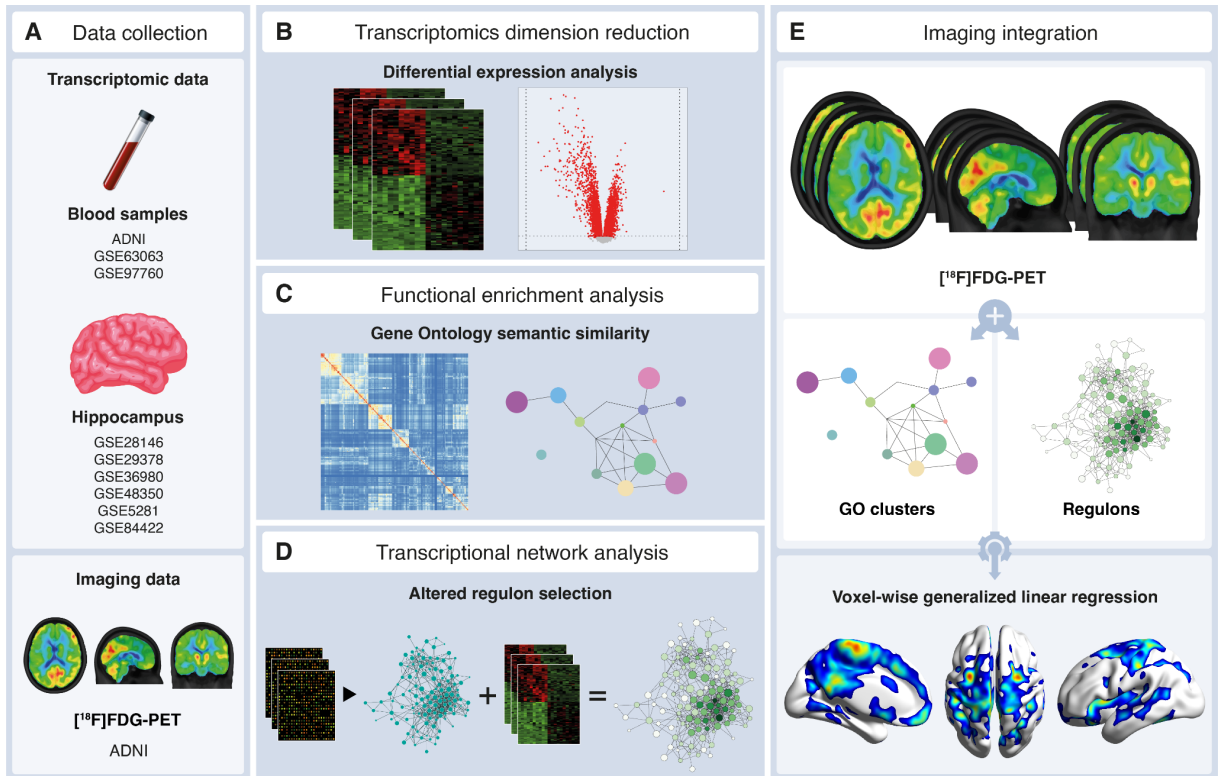 A Data collection
Transcriptomic data
Blood samples
ADNI
GSE63063
GSE97760
Hippocampus
GSE28146
GSE29378
GSE36980
GSE48350
GSE5281
GSE84422
Imaging data
[¹⁸F]FDG-PET
ADNI
B Transcriptomics dimension reduction
Differential expression analysis
C Functional enrichment analysis
Gene Ontology semantic similarity
D Transcriptional network analysis
Altered regulon selection
+ =
E Imaging integration
[¹⁸F]FDG-PET
+
GO clusters
Regulons
Voxel-wise generalized linear regression